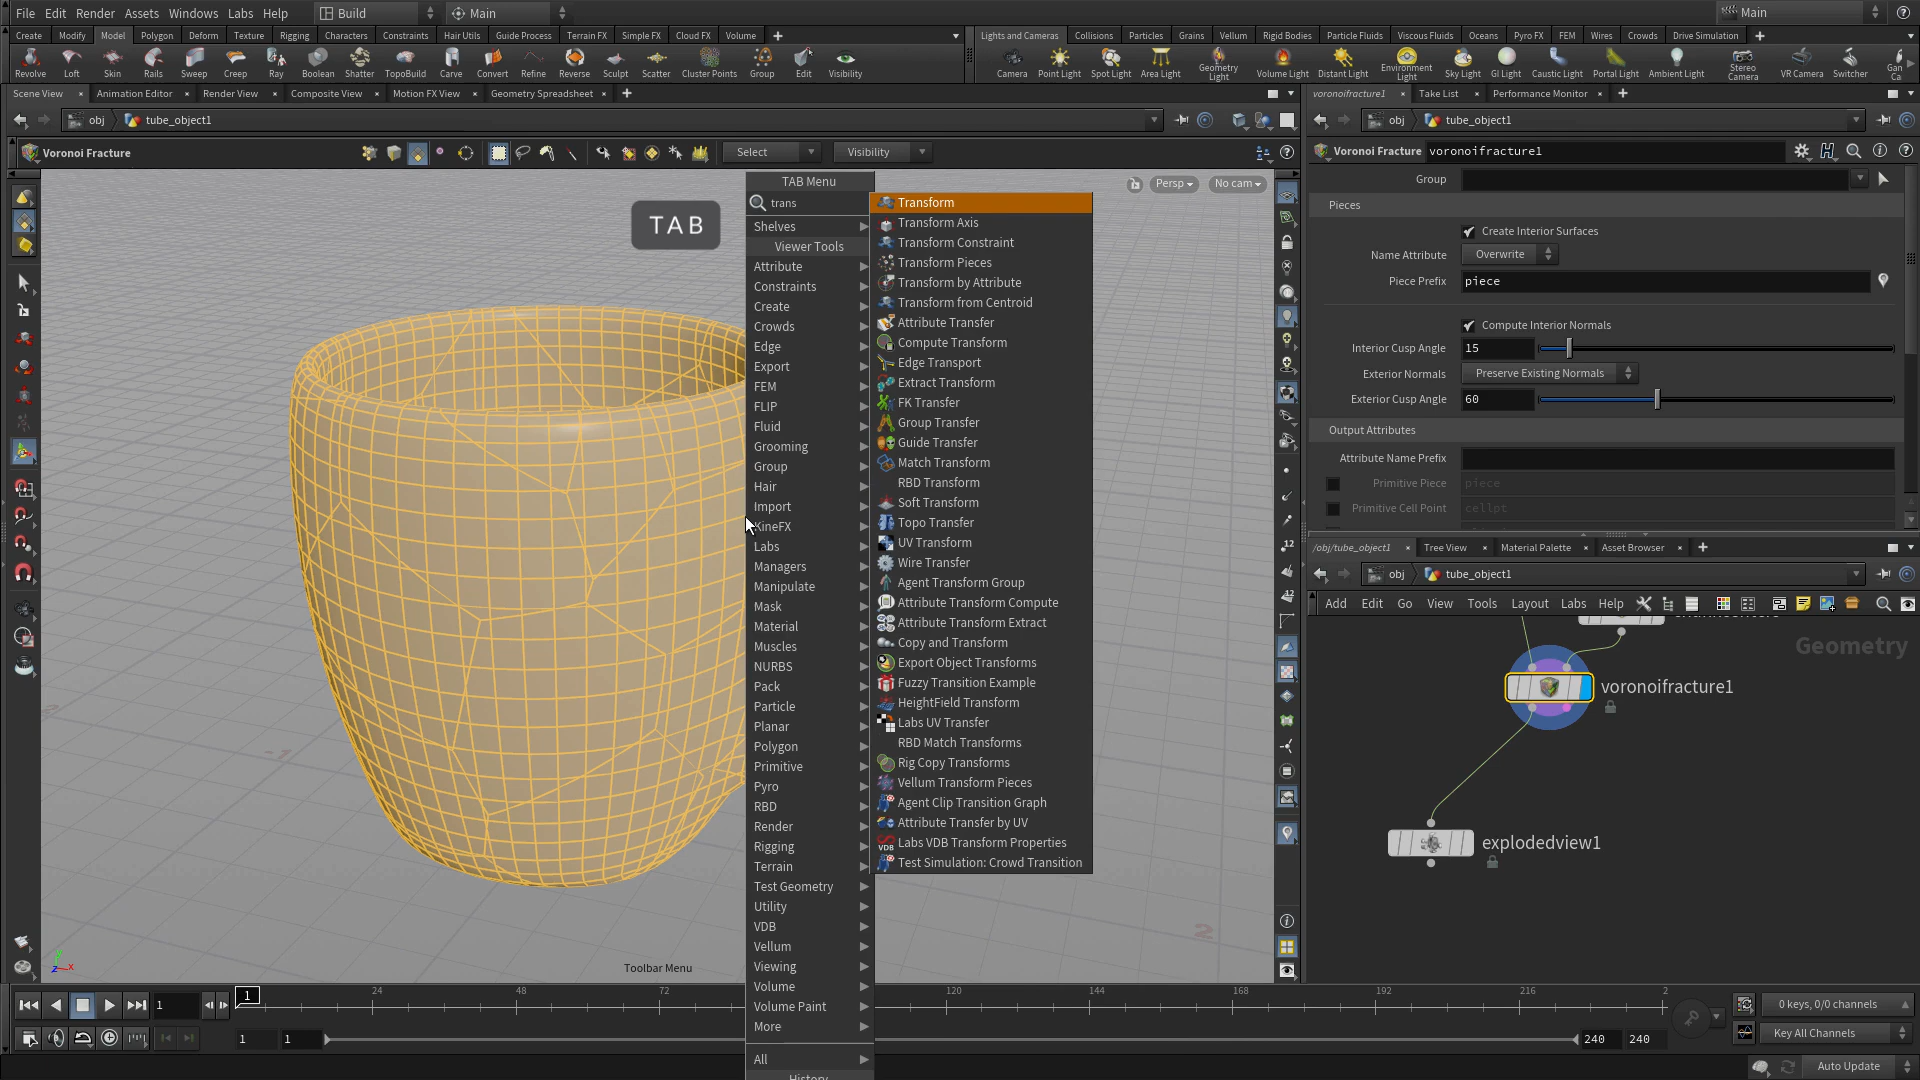 File Edit Render Assets Windows Labs Help Build Main Main
Create Modify Model Polygon Deform Texture Rigging Characters Constraints Hair Utils Guide Process Terrain FX Simple FX Cloud FX Volume
Lights and Cameras Collisions Particles Grains Vellum Rigid Bodies Particle Fluids Viscous Fluids Oceans Pyro FX FEM Wires Crowds Drive Simulation
Revolve Loft Skin Rails Sweep Creep Ray Boolean Shatter TopoBuild Carve Convert Refine Reverse Sculpt Scatter Cluster Points Group Edit Visibility
Camera Point Light Spot Light Area Light Geometry Light Volume Light Distant Light Environment Light Sky Light GI Light Caustic Light Portal Light Ambient Light Stereo Camera VR Camera Switcher Gan Ca
Scene View Animation Editor Render View Composite View Motion FX View Geometry Spreadsheet
obj tube_object1
Voronoi Fracture Select Visibility
Persp No cam
TAB
TAB Menu
trans
Shelves
Viewer Tools
Attribute
Constraints
Create
Crowds
Edge
Export
FEM
FLIP
Fluid
Grooming
Group
Hair
Import
KineFX
Labs
Managers
Manipulate
Mask
Material
Muscles
NURBS
Pack
Particle
Planar
Polygon
Primitive
Pyro
RBD
Render
Rigging
Terrain
Test Geometry
Utility
VDB
Vellum
Viewing
Volume
Volume Paint
More
All
History
Transform
Transform Axis
Transform Constraint
Transform Pieces
Transform by Attribute
Transform from Centroid
Attribute Transfer
Compute Transform
Edge Transport
Extract Transform
FK Transfer
Group Transfer
Guide Transfer
Match Transform
RBD Transform
Soft Transform
Topo Transfer
UV Transform
Wire Transfer
Agent Transform Group
Attribute Transform Compute
Attribute Transform Extract
Copy and Transform
Export Object Transforms
Fuzzy Transition Example
HeightField Transform
Labs UV Transfer
RBD Match Transforms
Rig Copy Transforms
Vellum Transform Pieces
Agent Clip Transition Graph
Attribute Transfer by UV
Labs VDB Transform Properties
Test Simulation: Crowd Transition
Toolbar Menu
voronoifracture1 Take List Performance Monitor
obj tube_object1
Voronoi Fracture voronoifracture1
Group
Pieces
Create Interior Surfaces
Name Attribute Overwrite
Piece Prefix piece
Compute Interior Normals
Interior Cusp Angle 15
Exterior Normals Preserve Existing Normals
Exterior Cusp Angle 60
Output Attributes
Attribute Name Prefix
Primitive Piece piece
Primitive Cell Point cellpt
/obj/tube_object1 Tree View Material Palette Asset Browser
obj tube_object1
Add Edit Go View Tools Layout Labs Help
Geometry
voronoifracture1
explodedview1
1 1 24 48 72 120 144 168 192 216 2
0 keys, 0/0 channels
1 1 240 240
Key All Channels
Auto Update